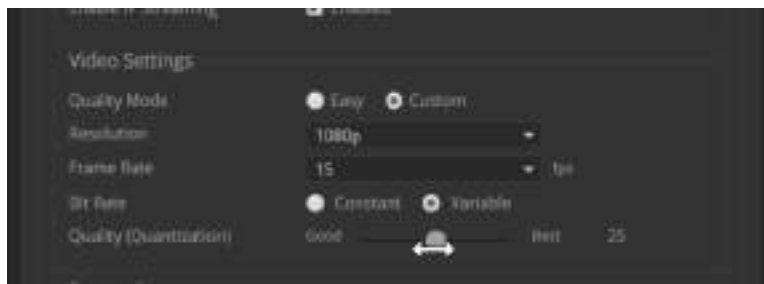 Video Settings
Quality Mode Easy Custom
Resolution 1080p
Frame Rate 15 fps
Bit Rate Constant Variable
Quality (Quantization) Good Best 25